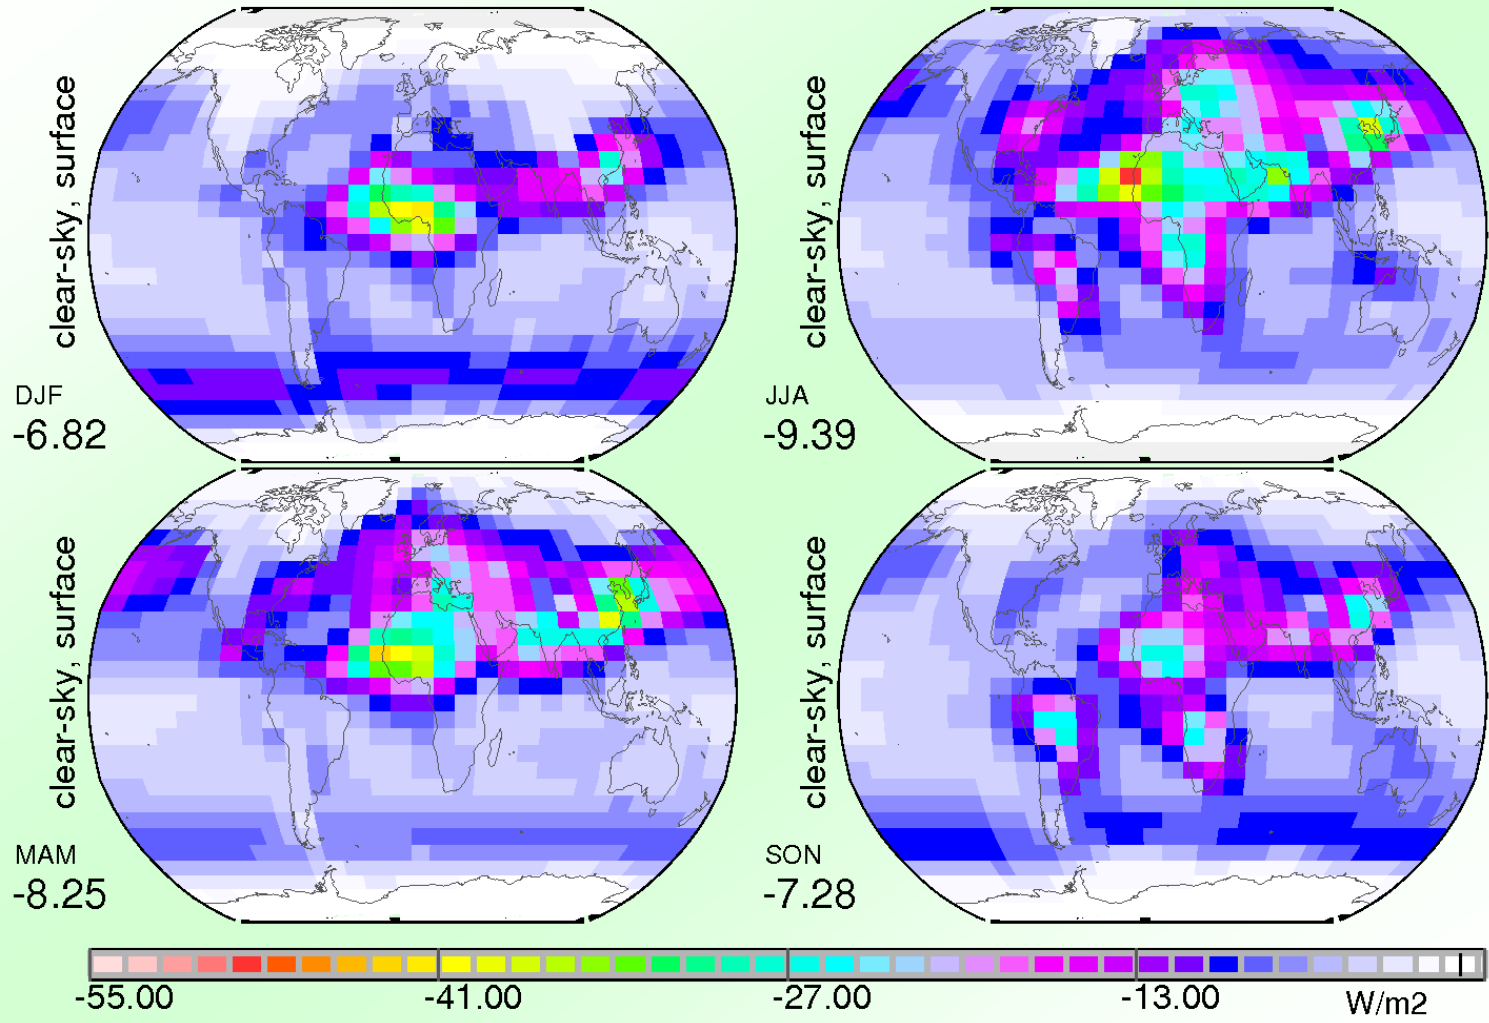 clear-sky, surface
DJF
-6.82
clear-sky, surface
JJA
-9.39
clear-sky, surface
MAM
-8.25
clear-sky, surface
SON
-7.28
-55.00 -41.00 -27.00 -13.00 W/m2